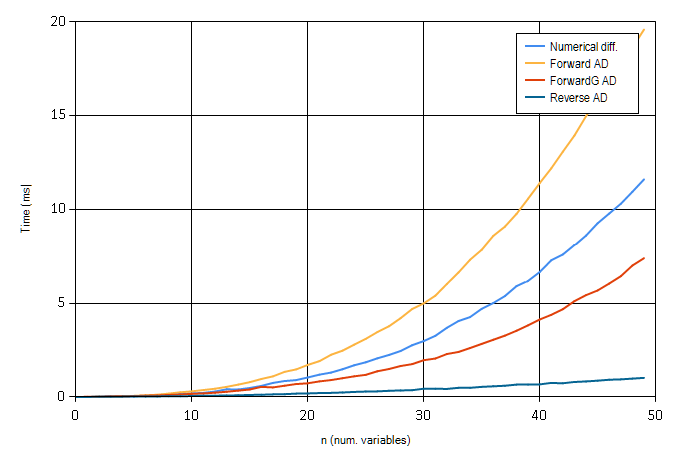 20
15
10
5
0
Time [ms]
Numerical diff.
Forward AD
ForwardG AD
Reverse AD
0 10 20 30 40 50
n (num. variables)